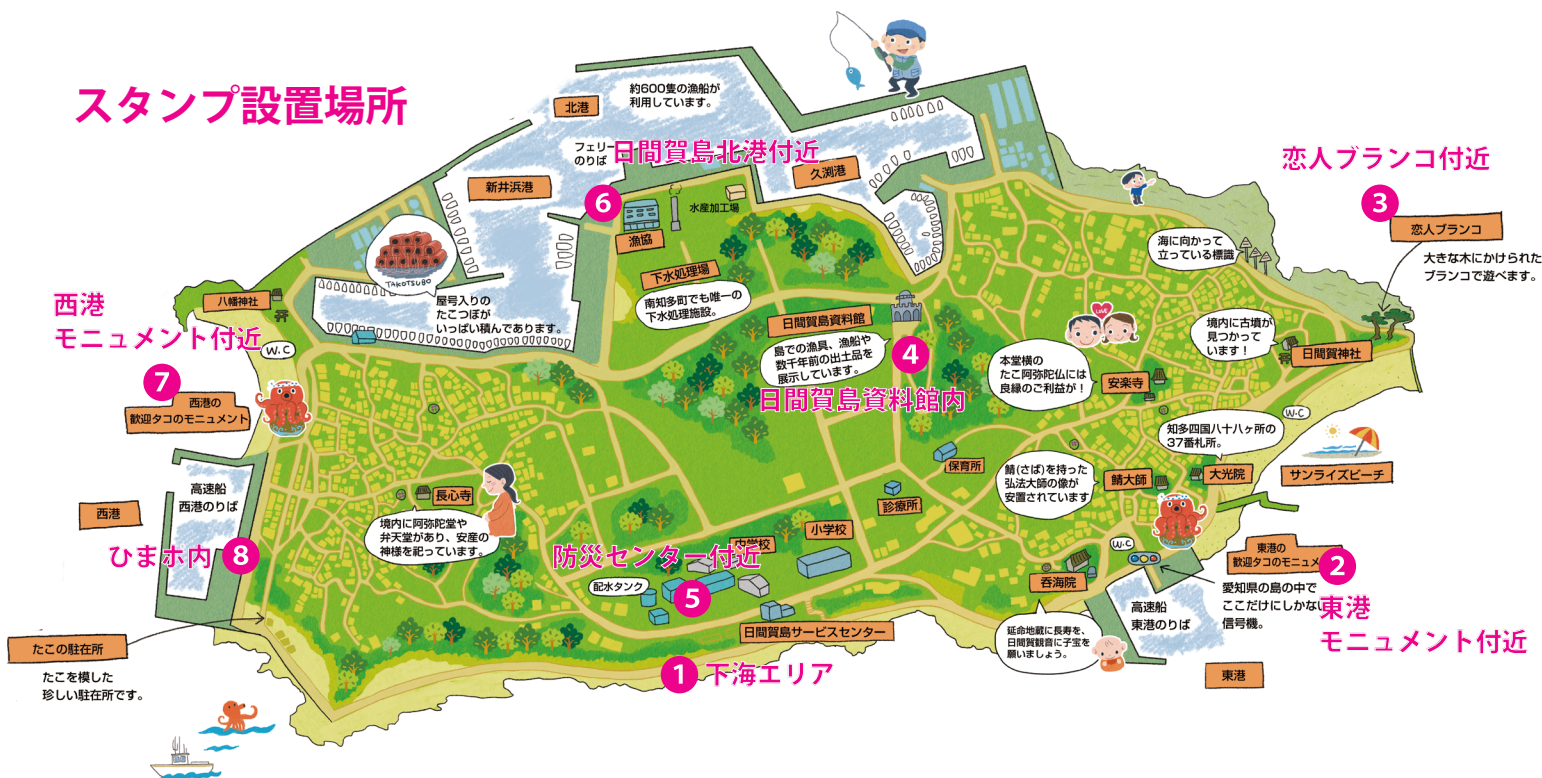 スタンプ設置場所
北港
約600隻の漁船が
利用しています。
フェリー
のりば
日間賀島北港付近
6
新井浜港
久渕港
水産加工場
漁協
下水処理場
南知多町でも唯一の
下水処理施設。
TAKOTSUBO
屋号入りの
たこつぼが
いっぱい積んであります。
八幡神社
W.C
西港
モニュメント付近
7
西港の
歓迎タコのモニュメント
日間賀島資料館
島での漁具、漁船や
数千年前の出土品を
展示しています。
4
日間賀島資料館内
恋人ブランコ付近
3
恋人ブランコ
大きな木にかけられた
ブランコで遊べます。
海に向かって
立っている標識
LOVE
境内に古墳が
見つかって
います!
日間賀神社
本堂横の
たこ阿弥陀仏には
良縁のご利益が!
安楽寺
W.C
知多四国八十八ヶ所の
37番札所。
大光院
サンライズビーチ
鯖(さば)を持った
弘法大師の像が
安置されています
鯖大師
保育所
診療所
小学校
中学校
防災センター付近
5
配水タンク
日間賀島サービスセンター
1
下海エリア
長心寺
境内に阿弥陀堂や
弁天堂があり、安産の
神様を祀っています。
高速船
西港のりば
西港
ひまホ内
8
たこの駐在所
たこを模した
珍しい駐在所です。
W.C
呑海院
延命地蔵に長寿を、
日間賀観音に子宝を
願いましょう。
東港の
歓迎タコのモニュメ
2
東港
モニュメント付近
愛知県の島の中で
ここだけにしかない
信号機。
高速船
東港のりば
東港